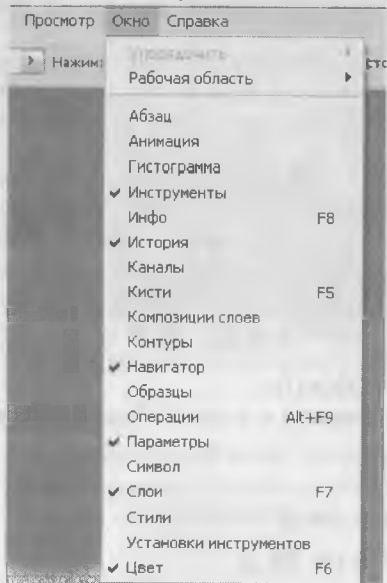 Просмотр Окно Справка
Нажим
Упорядочить
Рабочая область
Абзац
Анимация
Гистограмма
Инструменты
Инфо F8
История
Каналы
Кисти F5
Композиции слоев
Контуры
Навигатор
Образцы
Операции Alt+F9
Параметры
Символ
Слои F7
Стили
Установки инструментов
Цвет F6